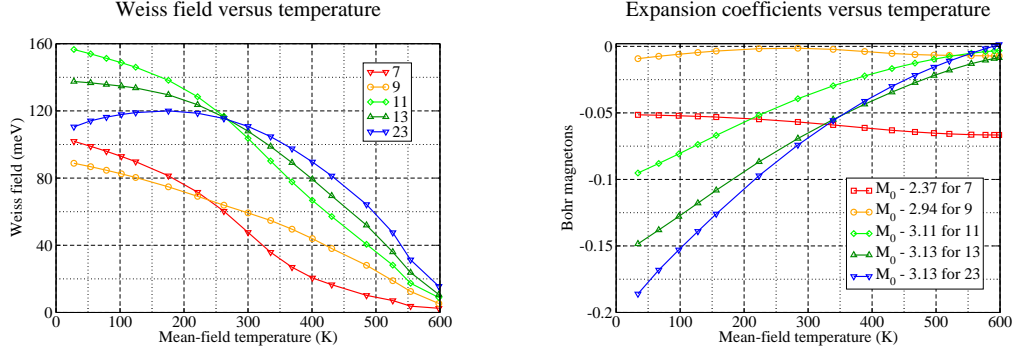 Weiss field versus temperature
160
120
80
40
0
Weiss field (meV)
7
9
11
13
23
0 100 200 300 400 500 600
Mean-field temperature (K)
Expansion coefficients versus temperature
0
-0.05
-0.1
-0.15
-0.2
Bohr magnetons
M0 - 2.37 for 7
M0 - 2.94 for 9
M0 - 3.11 for 11
M0 - 3.13 for 13
M0 - 3.13 for 23
0 100 200 300 400 500 600
Mean-field temperature (K)